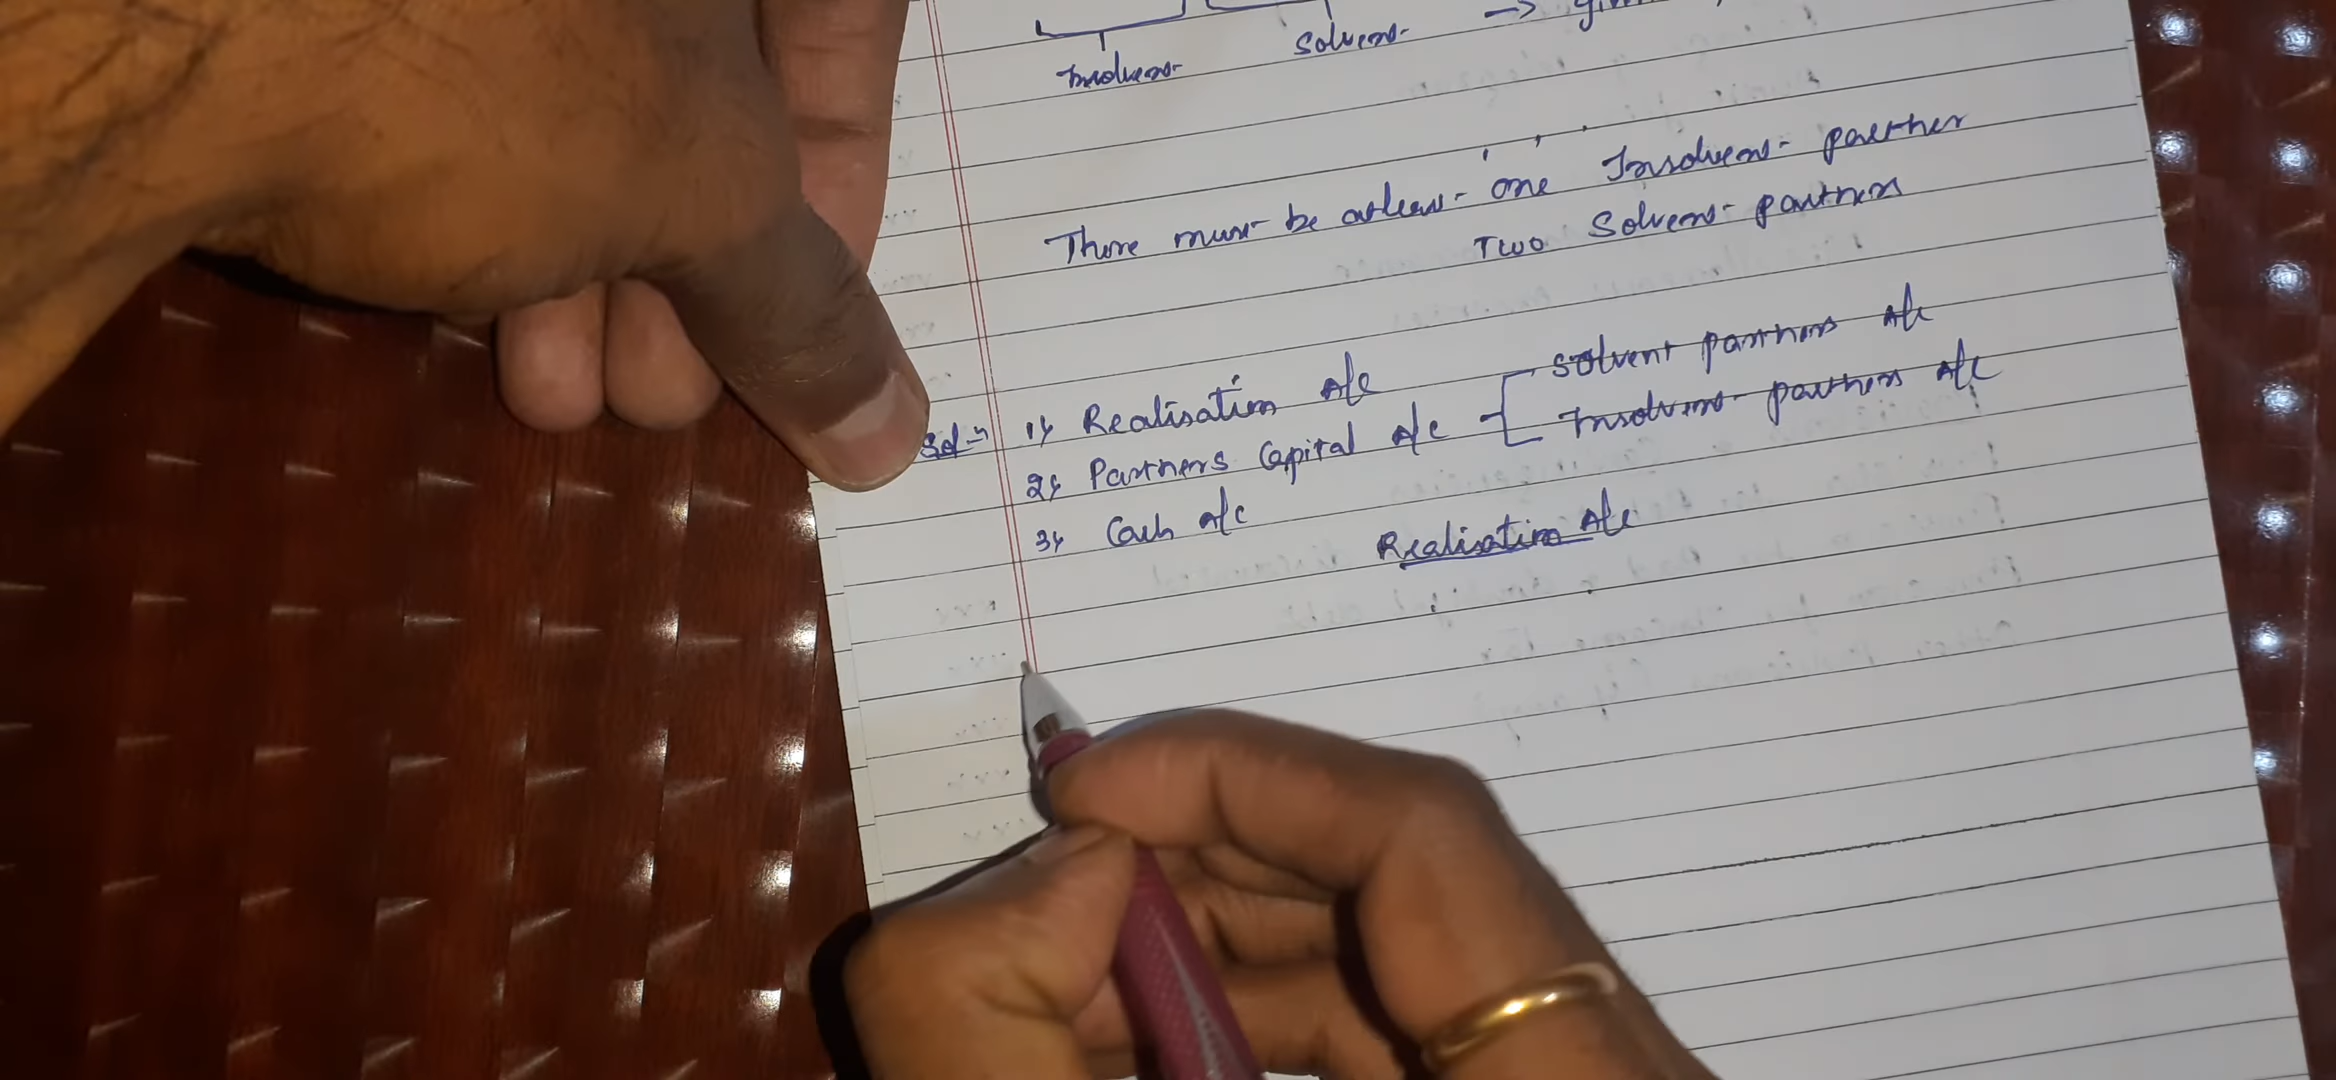 Solvent
Insolvent
There must be atleast one Insolvent partner
Two Solvent partners
Sol →
1) Realisation A/c
2) Partners Capital A/c
Solvent partners A/c
Insolvent partners A/c
3) Cash A/c
Realisation A/c